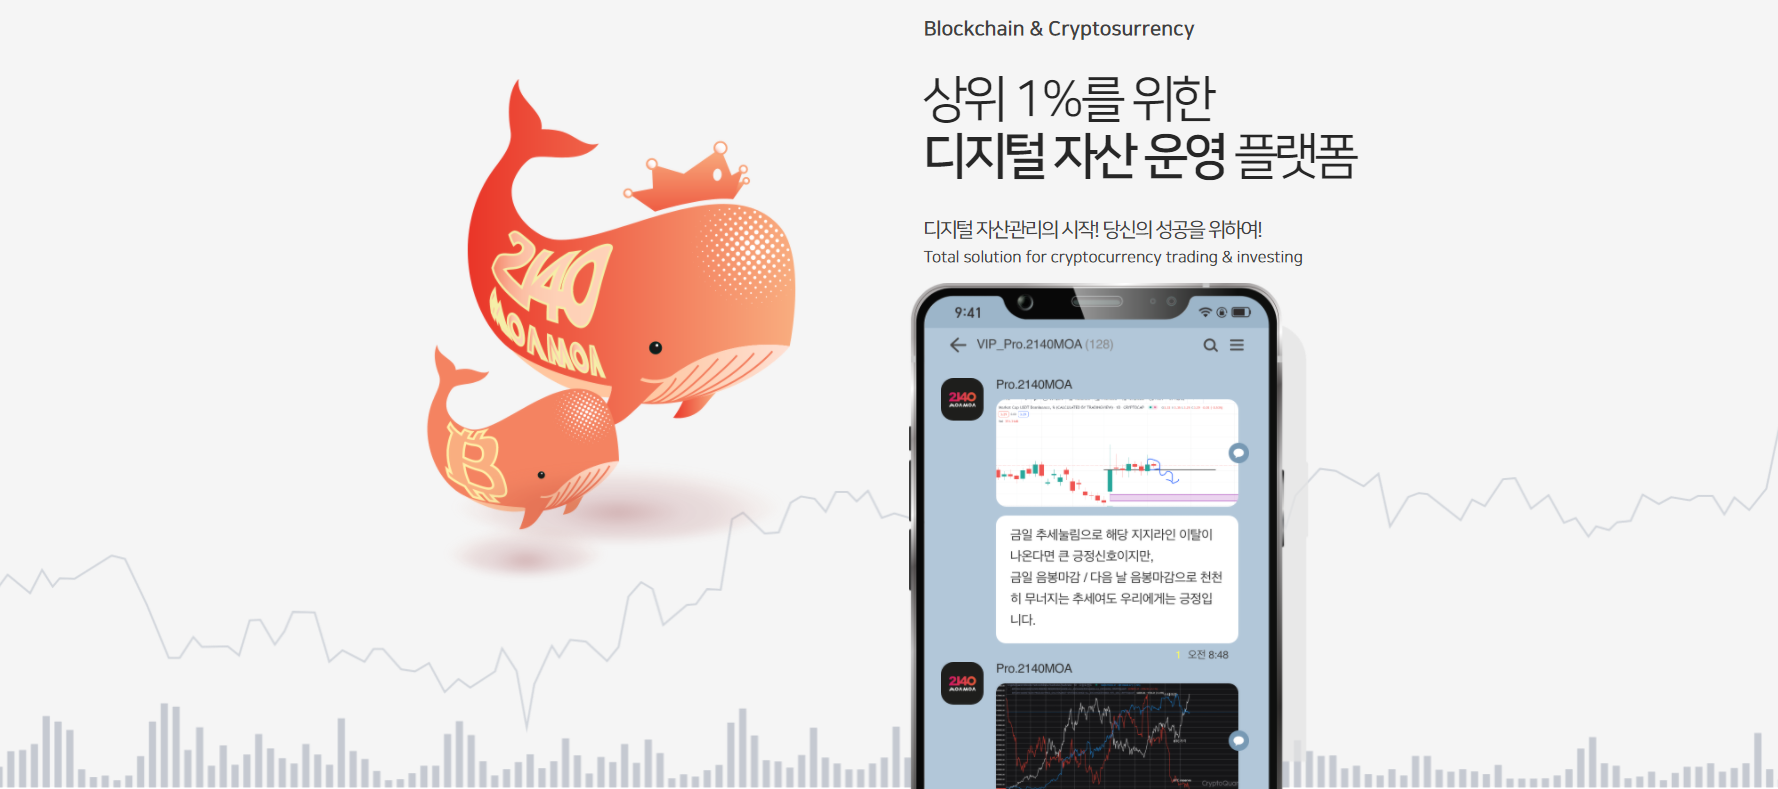 Blockchain & Cryptosurrency
상위 1%를 위한
디지털 자산 운영 플랫폼
디지털 자산관리의 시작! 당신의 성공을 위하여!
Total solution for cryptocurrency trading & investing
2140
MOAMOA
9:41
VIP_Pro.2140MOA (128)
Pro.2140MOA
2140
MOAMOA
금일 추세눌림으로 해당 지지라인 이탈이
나온다면 큰 긍정신호이지만,
금일 음봉마감 / 다음 날 음봉마감으로 천천
히 무너지는 추세여도 우리에게는 긍정입
니다.
1 오전 8:48
Pro.2140MOA
2140
MOAMOA